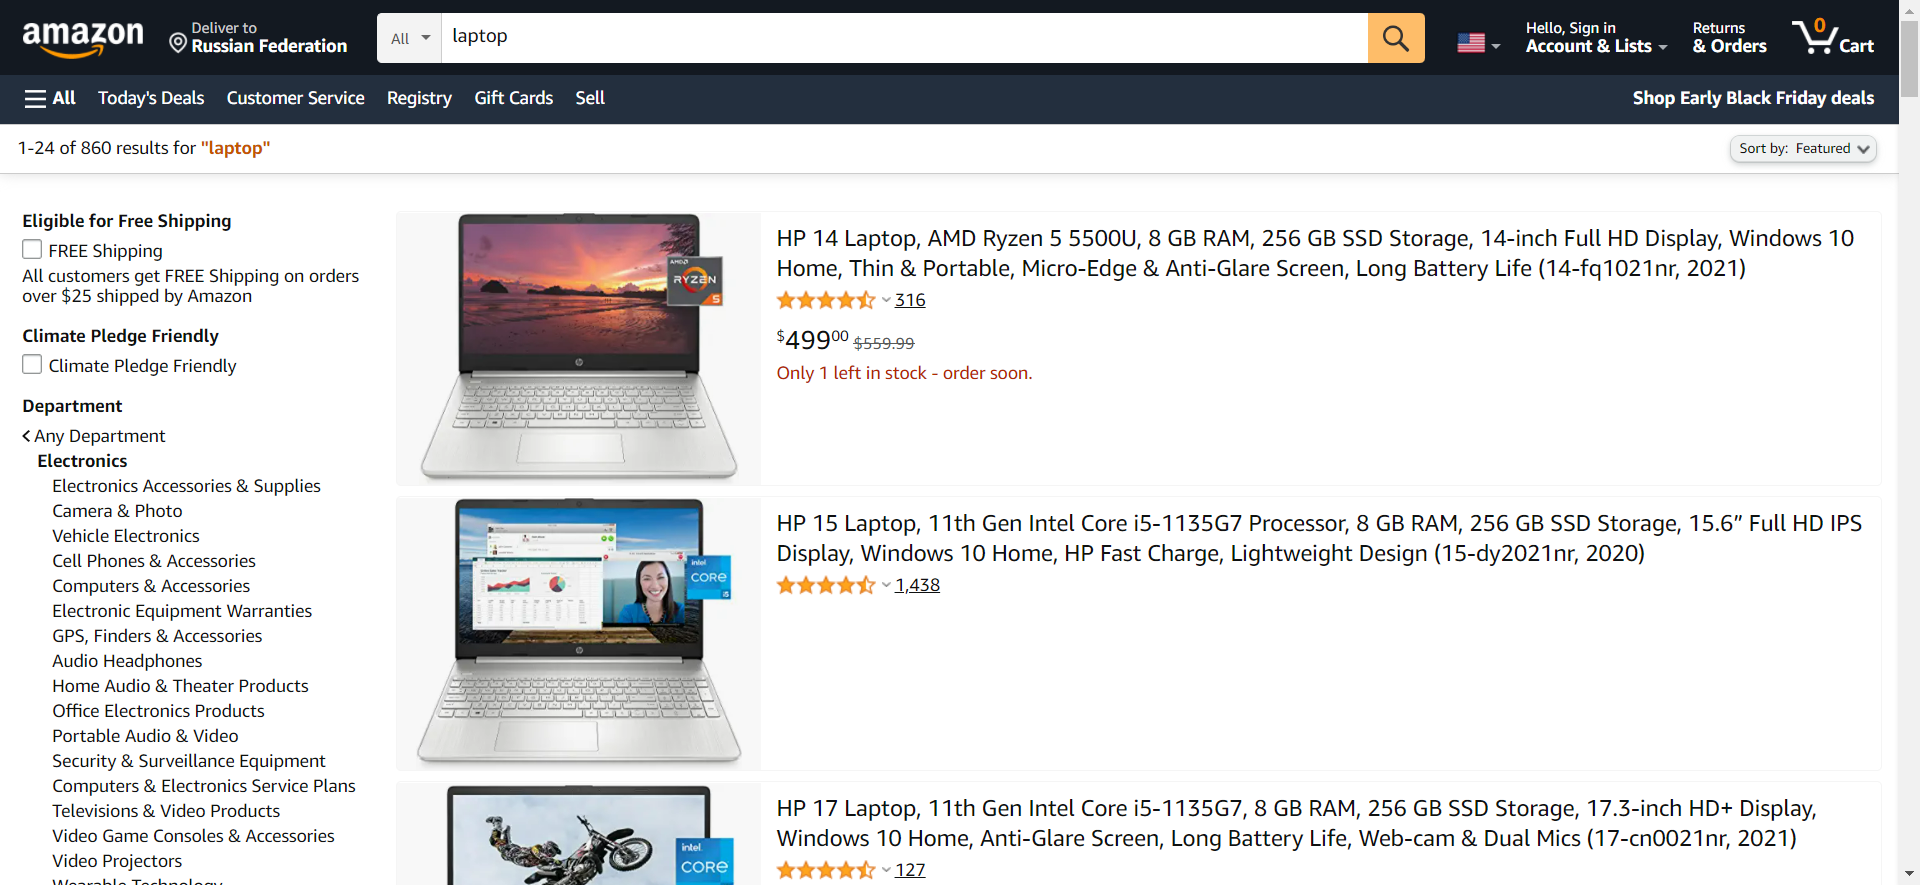 amazon
Deliver to
Russian Federation
All
laptop
Hello, Sign in
Account & Lists
Returns
& Orders
0
Cart
All
Today's Deals
Customer Service
Registry
Gift Cards
Sell
Shop Early Black Friday deals
1-24 of 860 results for "laptop"
Sort by: Featured
Eligible for Free Shipping
FREE Shipping
All customers get FREE Shipping on orders
over $25 shipped by Amazon
Climate Pledge Friendly
Climate Pledge Friendly
Department
Any Department
Electronics
Electronics Accessories & Supplies
Camera & Photo
Vehicle Electronics
Cell Phones & Accessories
Computers & Accessories
Electronic Equipment Warranties
GPS, Finders & Accessories
Audio Headphones
Home Audio & Theater Products
Office Electronics Products
Portable Audio & Video
Security & Surveillance Equipment
Computers & Electronics Service Plans
Televisions & Video Products
Video Game Consoles & Accessories
Video Projectors
Wearable Technology
AMD
RYZEN
5
HP 14 Laptop, AMD Ryzen 5 5500U, 8 GB RAM, 256 GB SSD Storage, 14-inch Full HD Display, Windows 10
Home, Thin & Portable, Micro-Edge & Anti-Glare Screen, Long Battery Life (14-fq1021nr, 2021)
316
$49900 $559.99
Only 1 left in stock - order soon.
intel
CORE
i5
HP 15 Laptop, 11th Gen Intel Core i5-1135G7 Processor, 8 GB RAM, 256 GB SSD Storage, 15.6” Full HD IPS
Display, Windows 10 Home, HP Fast Charge, Lightweight Design (15-dy2021nr, 2020)
1,438
intel
CORE
HP 17 Laptop, 11th Gen Intel Core i5-1135G7, 8 GB RAM, 256 GB SSD Storage, 17.3-inch HD+ Display,
Windows 10 Home, Anti-Glare Screen, Long Battery Life, Web-cam & Dual Mics (17-cn0021nr, 2021)
127